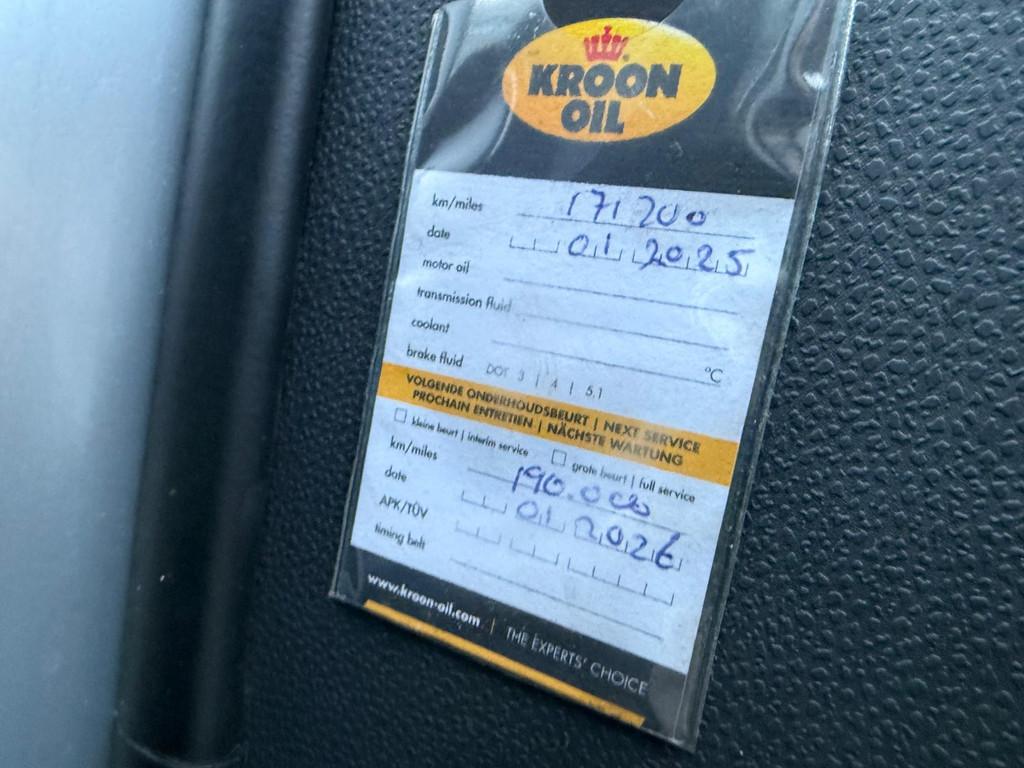 KROON
OIL
km/miles 171 200
date 01 2025
motor oil
transmission fluid
coolant °C
brake fluid DOT 3 | 4 | 5.1
VOLGENDE ONDERHOUDSBEURT | NEXT SERVICE
PROCHAIN ENTRETIEN | NÄCHSTE WARTUNG
kleine beurt | interim service grote beurt | full service
km/miles 190.000
date 01 2026
APK/TÜV
timing belt
www.kroon-oil.com | THE EXPERTS' CHOICE